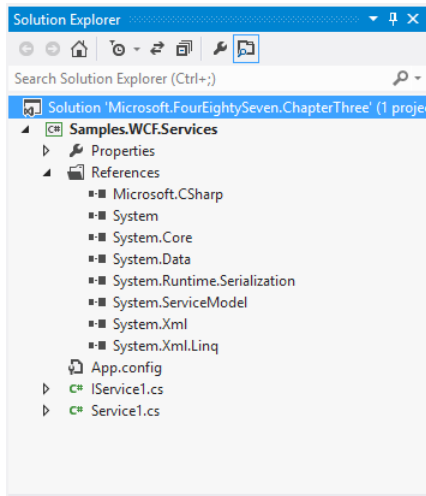 Solution Explorer
Search Solution Explorer (Ctrl+;)
Solution 'Microsoft.FourEightySeven.ChapterThree' (1 proje
C# Samples.WCF.Services
Properties
References
Microsoft.CSharp
System
System.Core
System.Data
System.Runtime.Serialization
System.ServiceModel
System.Xml
System.Xml.Linq
App.config
C# IService1.cs
C# Service1.cs